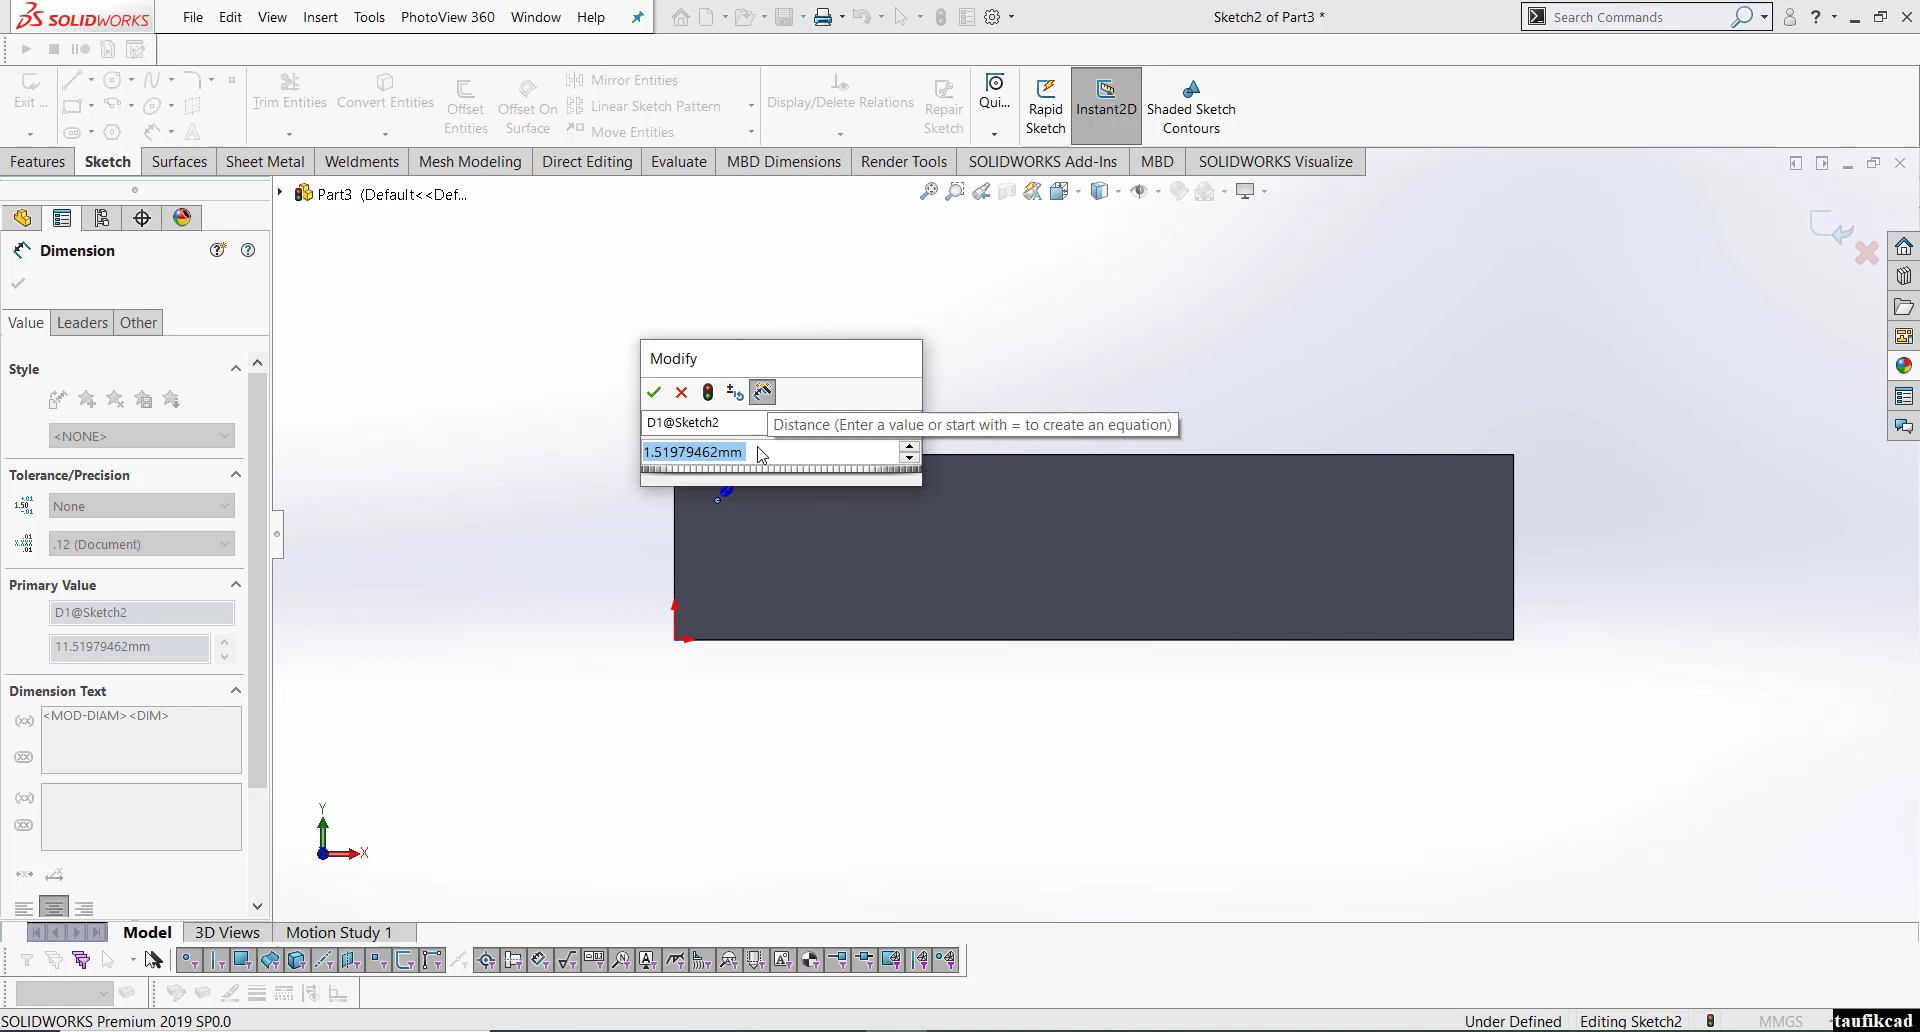 SOLIDWORKS
File Edit View Insert Tools PhotoView 360 Window Help
Sketch2 of Part3 *
Search Commands
?
Exit ...
Trim Entities
Convert Entities
Offset Entities
Offset On Surface
Mirror Entities
Linear Sketch Pattern
Move Entities
Display/Delete Relations
Repair Sketch
Qui...
Rapid Sketch
Instant2D
Shaded Sketch Contours
Features Sketch Surfaces Sheet Metal Weldments Mesh Modeling Direct Editing Evaluate MBD Dimensions Render Tools SOLIDWORKS Add-Ins MBD SOLIDWORKS Visualize
Part3 (Default<<Def...
Dimension
Value Leaders Other
Style
<NONE>
Tolerance/Precision
None
.12 (Document)
Primary Value
D1@Sketch2
11.51979462mm
Dimension Text
<MOD-DIAM><DIM>
Modify
D1@Sketch2
Distance (Enter a value or start with = to create an equation)
1.51979462mm
Y
X
Model 3D Views Motion Study 1
SOLIDWORKS Premium 2019 SP0.0
Under Defined Editing Sketch2 MMGS
taufikcad